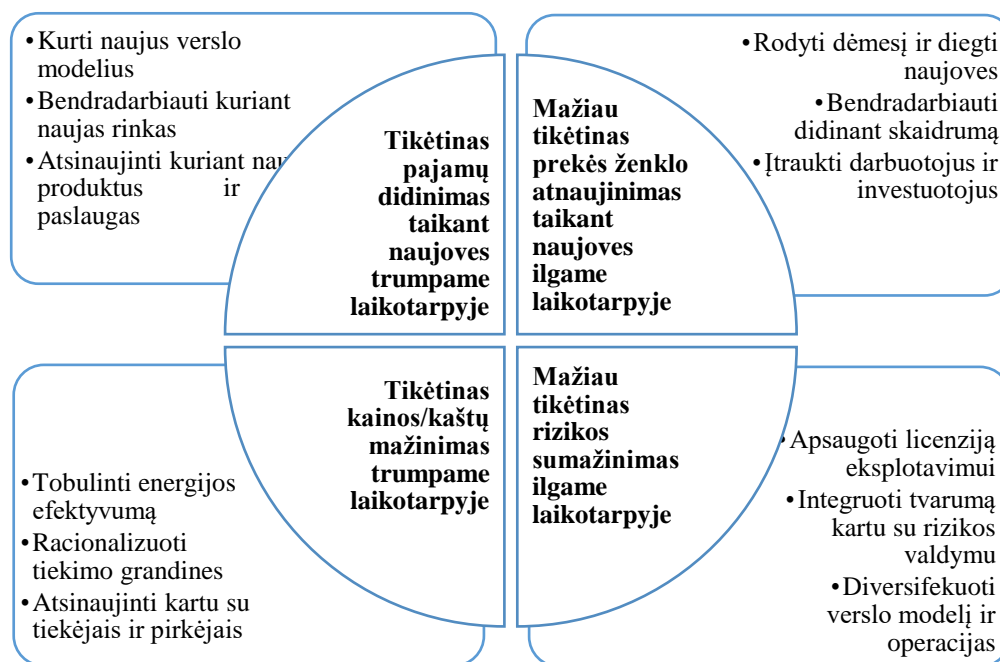 •Kurti naujus verslo
modelius
•Bendradarbiauti kuriant
naujas rinkas
•Atsinaujinti kuriant
produktus ir
paslaugas
Tikėtinas
pajamų
didinimas
taikant
naujoves
trumpame
laikotarpyje
Mažiau
tikėtinas
prekės ženklo
atnaujinimas
taikant
naujoves
ilgame
laikotarpyje
•Rodyti dėmesį ir diegti
naujoves
•Bendradarbiauti
didinant skaidrumą
•Įtraukti darbuotojus ir
investuotojus
•Tobulinti energijos
efektyvumą
•Racionalizuoti
tiekimo grandines
•Atsinaujinti kartu su
tiekėjais ir pirkėjais
Tikėtinas
kainos/kaštų
mažinimas
trumpame
laikotarpyje
Mažiau
tikėtinas
rizikos
sumažinimas
ilgame
laikotarpyje
•Apsaugoti licenziją
eksplotavimui
•Integruoti tvarumą
kartu su rizikos
valdymu
•Diversifekuoti
verslo modelį ir
operacijas